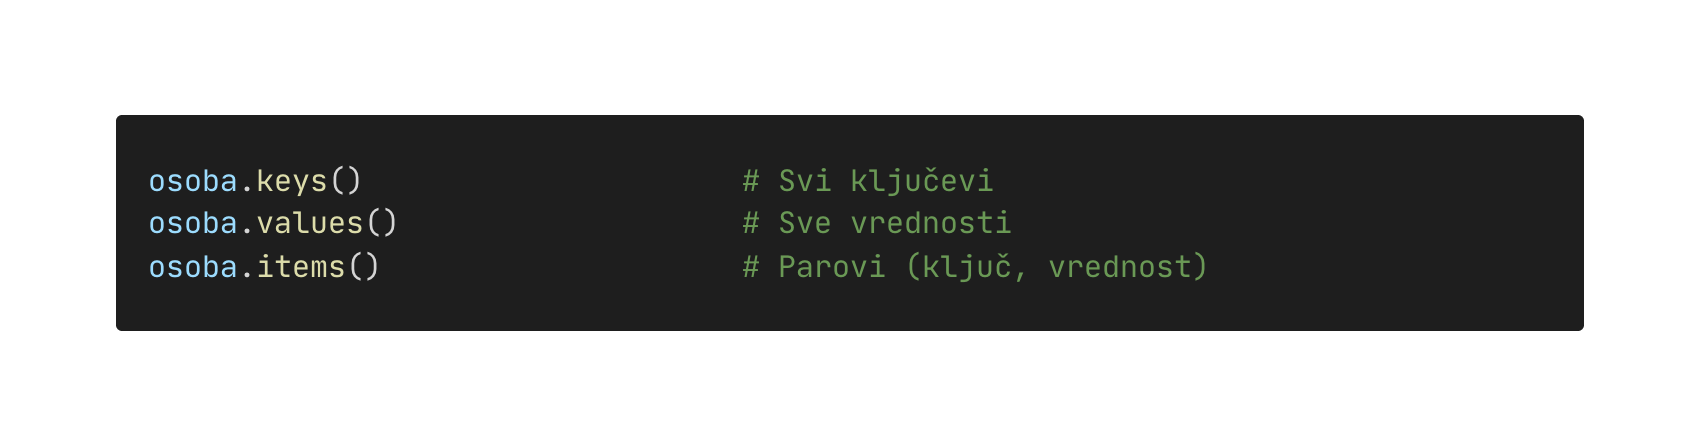 osoba.keys() # Svi ključevi
osoba.values() # Sve vrednosti
osoba.items() # Parovi (ključ, vrednost)